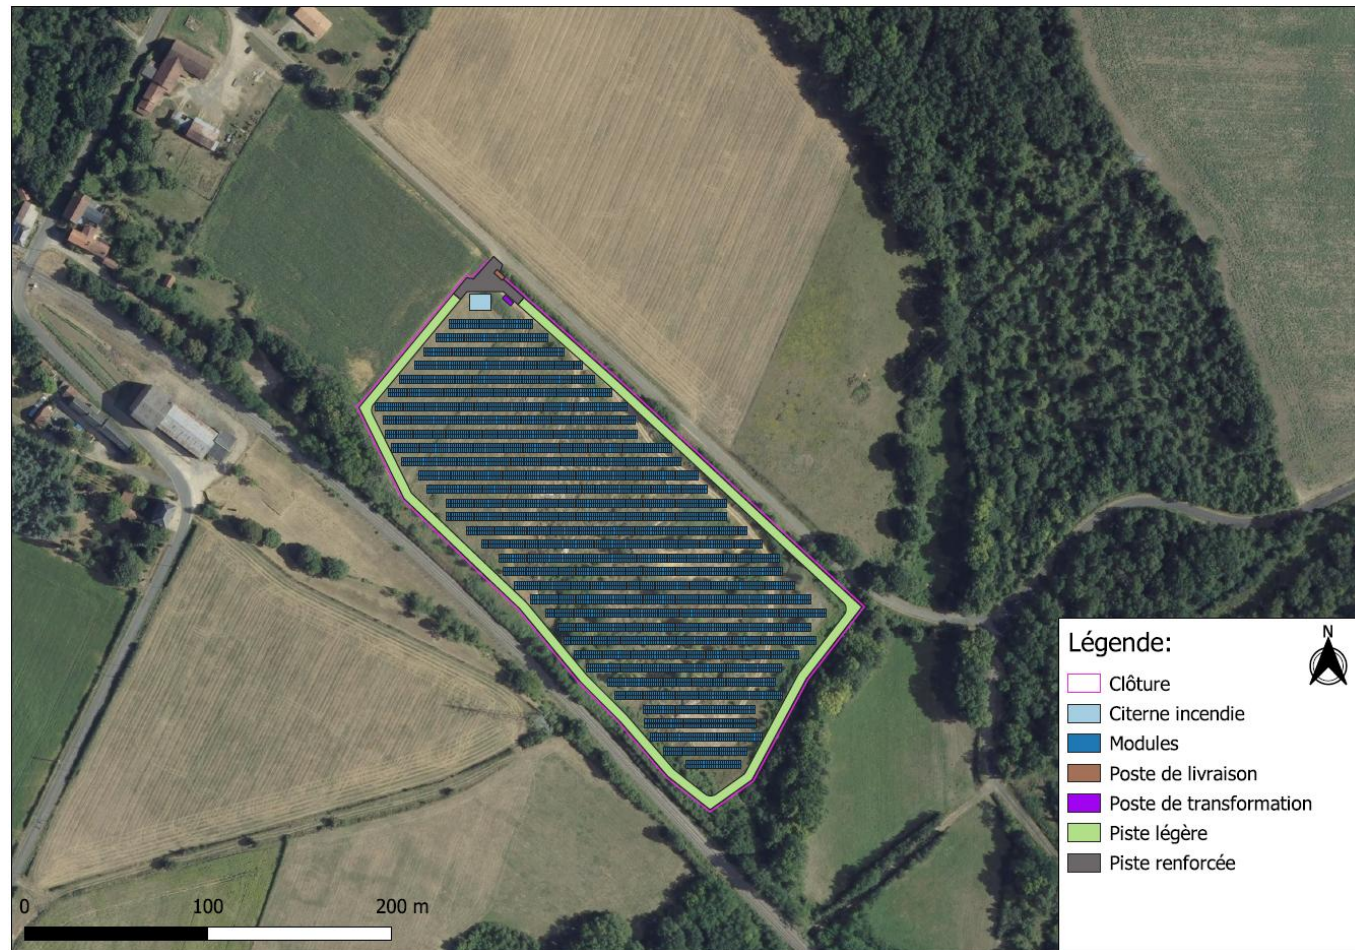 Légende:
N
Clôture
Citerne incendie
Modules
Poste de livraison
Poste de transformation
Piste légère
Piste renforcée
0 100 200 m